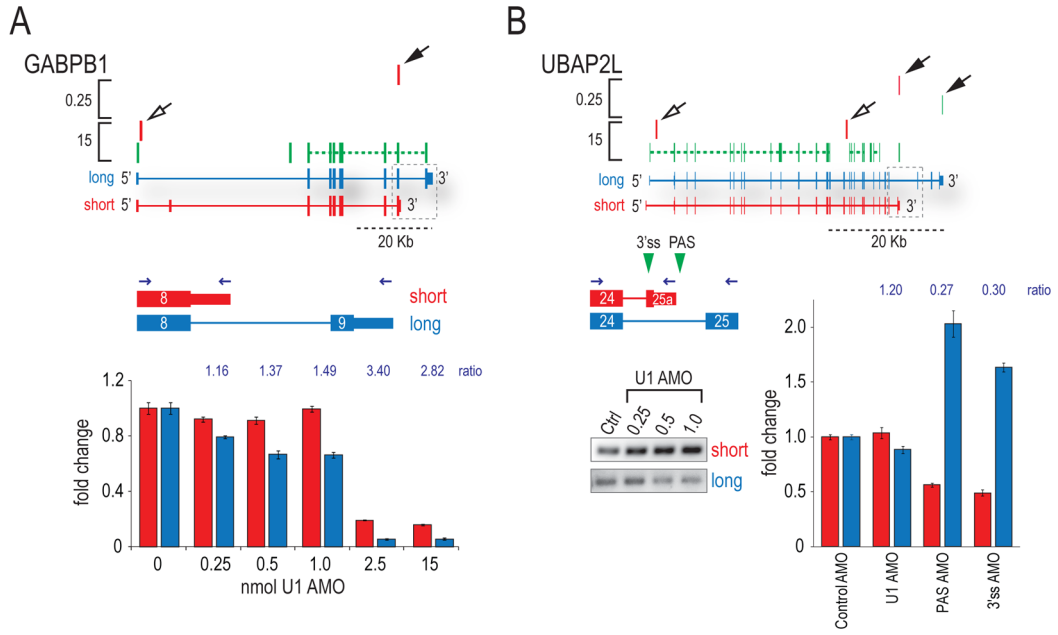 A
GABPB1
0.25
15
long 5' 3'
short 5' 3'
20 Kb
8 short
8 9 long
1.16 1.37 1.49 3.40 2.82 ratio
fold change
1.2
0.8
0.4
0
0 0.25 0.5 1.0 2.5 15
nmol U1 AMO
B
UBAP2L
0.25
15
long 5' 3'
short 5' 3'
20 Kb
3'ss PAS
24 25a
24 25
U1 AMO
Ctrl 0.25 0.5 1.0
short
long
1.20 0.27 0.30 ratio
fold change
2.0
1.5
1.0
0.5
0
Control AMO U1 AMO PAS AMO 3'ss AMO